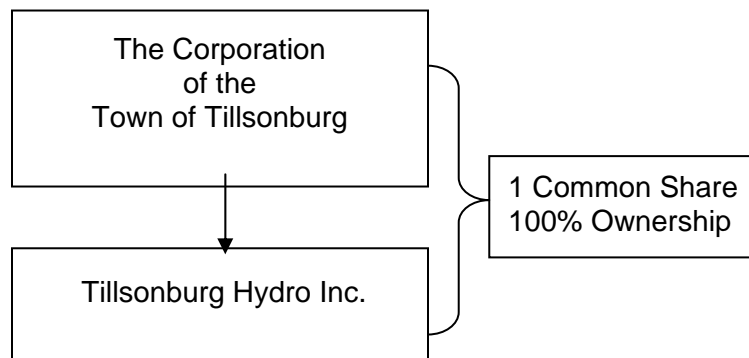 The Corporation
of the
Town of Tillsonburg
1 Common Share
100% Ownership
Tillsonburg Hydro Inc.